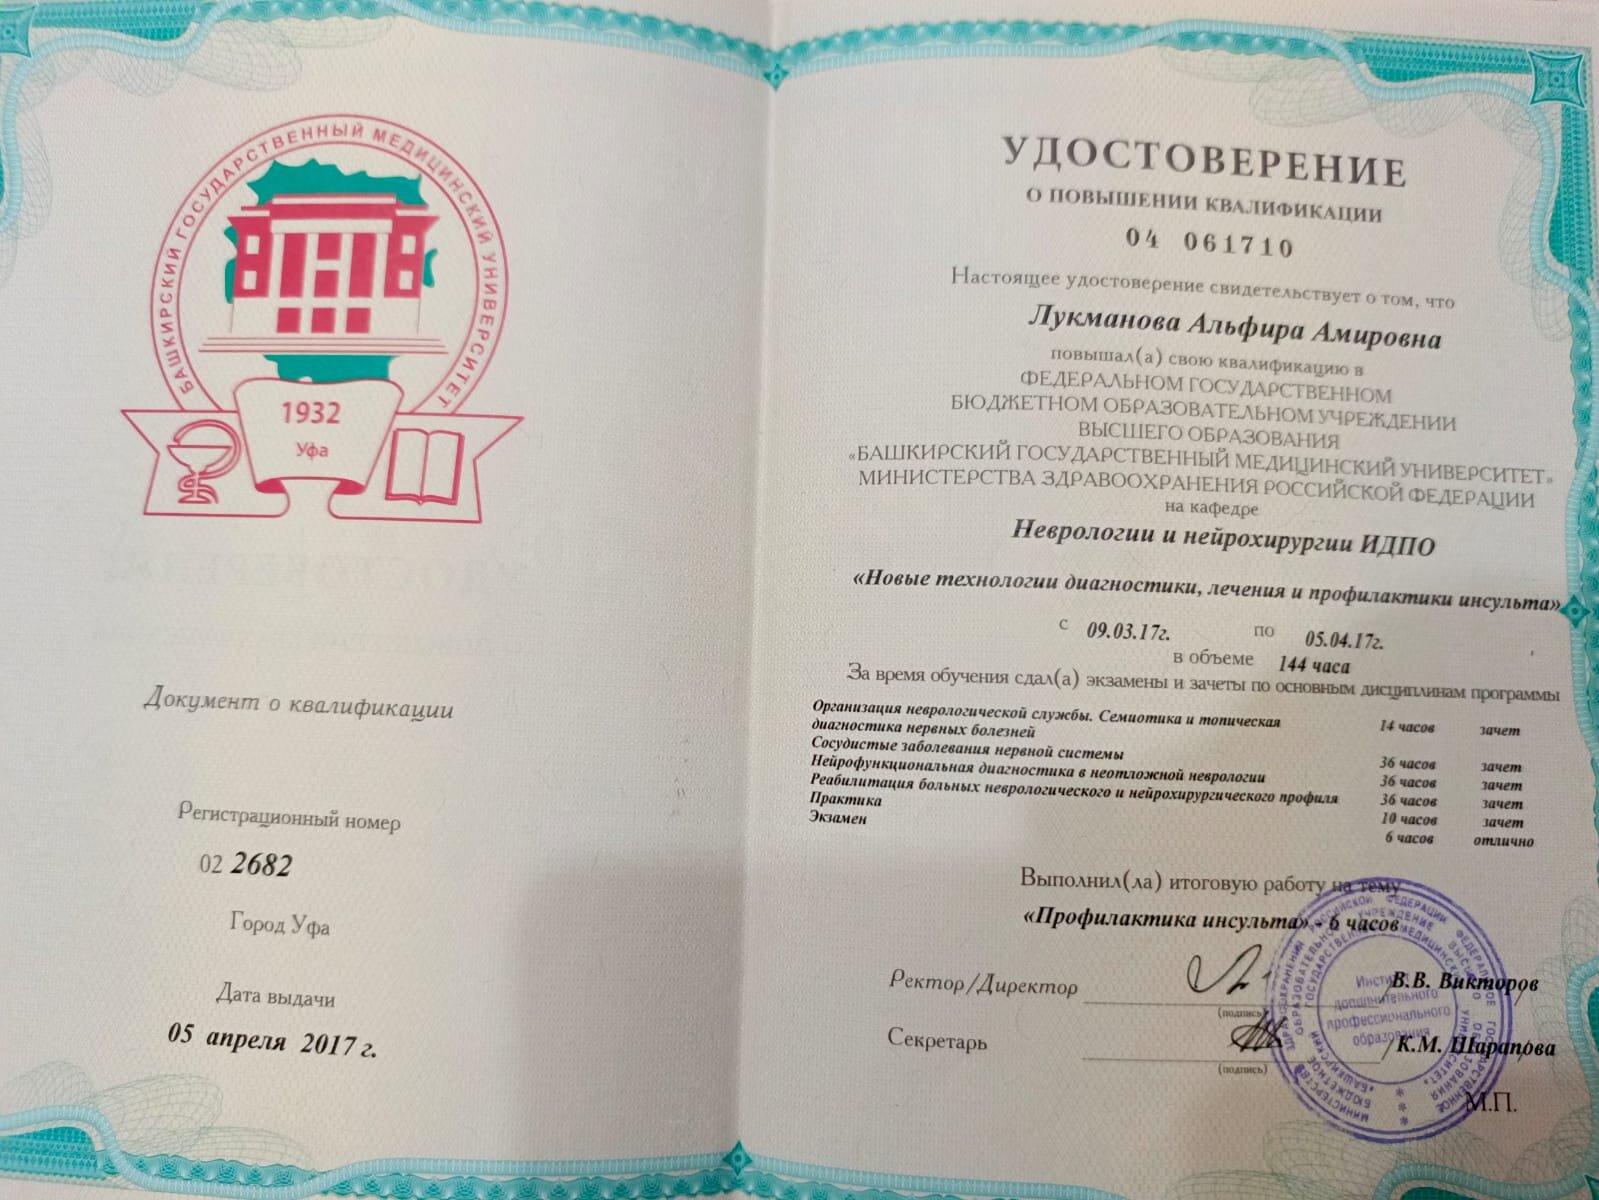 БАШКИРСКИЙ ГОСУДАРСТВЕННЫЙ МЕДИЦИНСКИЙ УНИВЕРСИТЕТ
1932
Уфа
Документ о квалификации
Регистрационный номер
02 2682
Город Уфа
Дата выдачи
05 апреля 2017 г.
УДОСТОВЕРЕНИЕ
О ПОВЫШЕНИИ КВАЛИФИКАЦИИ
04 061710
Настоящее удостоверение свидетельствует о том, что
Лукманова Альфира Амировна
повышал(а) свою квалификацию в
ФЕДЕРАЛЬНОМ ГОСУДАРСТВЕННОМ
БЮДЖЕТНОМ ОБРАЗОВАТЕЛЬНОМ УЧРЕЖДЕНИИ
ВЫСШЕГО ОБРАЗОВАНИЯ
«БАШКИРСКИЙ ГОСУДАРСТВЕННЫЙ МЕДИЦИНСКИЙ УНИВЕРСИТЕТ»
МИНИСТЕРСТВА ЗДРАВООХРАНЕНИЯ РОССИЙСКОЙ ФЕДЕРАЦИИ
на кафедре
Неврологии и нейрохирургии ИДПО
«Новые технологии диагностики, лечения и профилактики инсульта»
с 09.03.17г. по 05.04.17г.
в объеме 144 часа
За время обучения сдал(а) экзамены и зачеты по основным дисциплинам программы
Организация неврологической службы. Семиотика и топическая 14 часов зачет
диагностика нервных болезней
Сосудистые заболевания нервной системы 36 часов зачет
Нейрофункциональная диагностика в неотложной неврологии 36 часов зачет
Реабилитация больных неврологического и нейрохирургического профиля 36 часов зачет
Практика 10 часов зачет
Экзамен 6 часов отлично
Выполнил(ла) итоговую работу на тему
«Профилактика инсульта» - 6 часов
Ректор/Директор /В.В. Викторов/
(подпись)
Секретарь /К.М. Шарапова/
(подпись)
М.П.
Институт
дополнительного
профессионального
образования